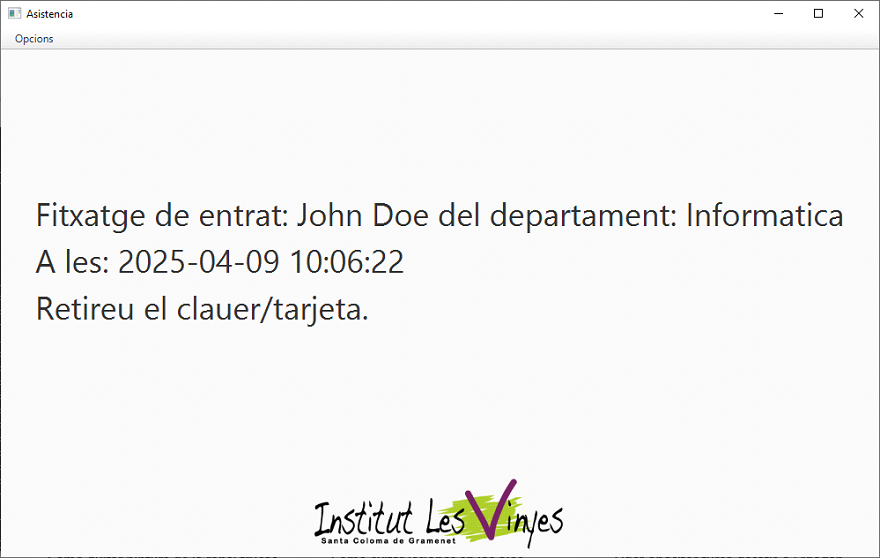 Asistencia
Opcions
Fitxatge de entrat: John Doe del departament: Informatica
A les: 2025-04-09 10:06:22
Retireu el clauer/tarjeta.
Institut Les Vinyes
Santa Coloma de Gramenet